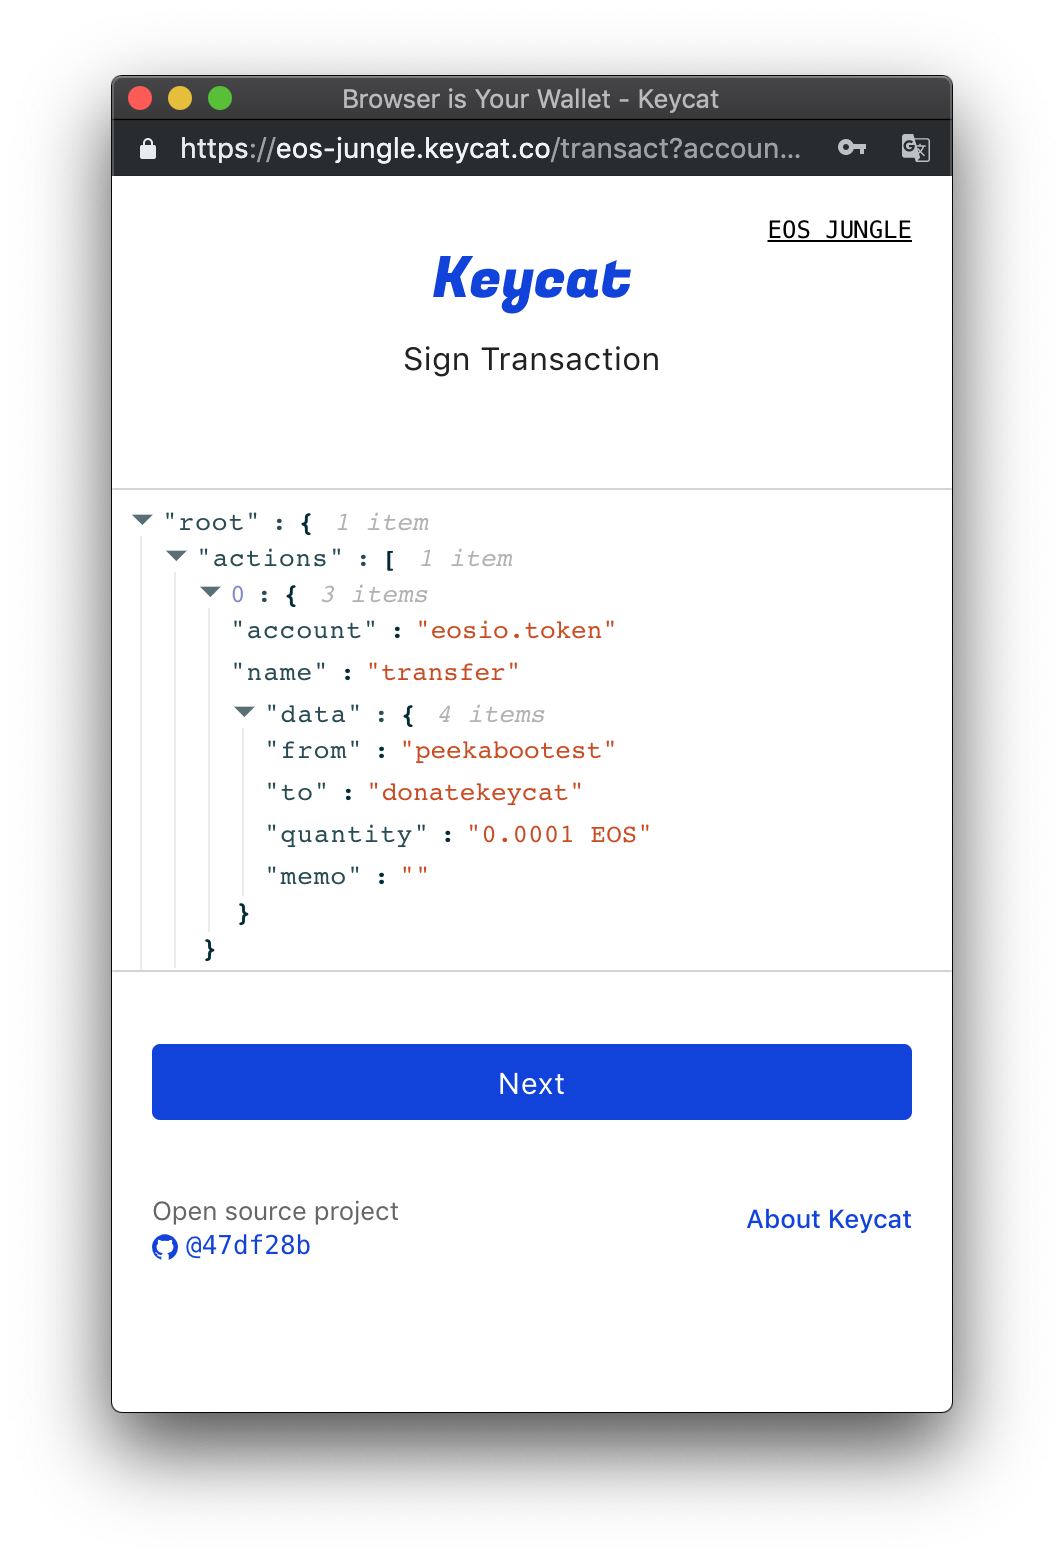 Browser is Your Wallet - Keycat
https://eos-jungle.keycat.co/transact?accoun...
EOS JUNGLE
Keycat
Sign Transaction
"root" : { 1 item
"actions" : [ 1 item
0 : { 3 items
"account" : "eosio.token"
"name" : "transfer"
"data" : { 4 items
"from" : "peekabootest"
"to" : "donatekeycat"
"quantity" : "0.0001 EOS"
"memo" : ""
}
}
Next
Open source project
@47df28b
About Keycat